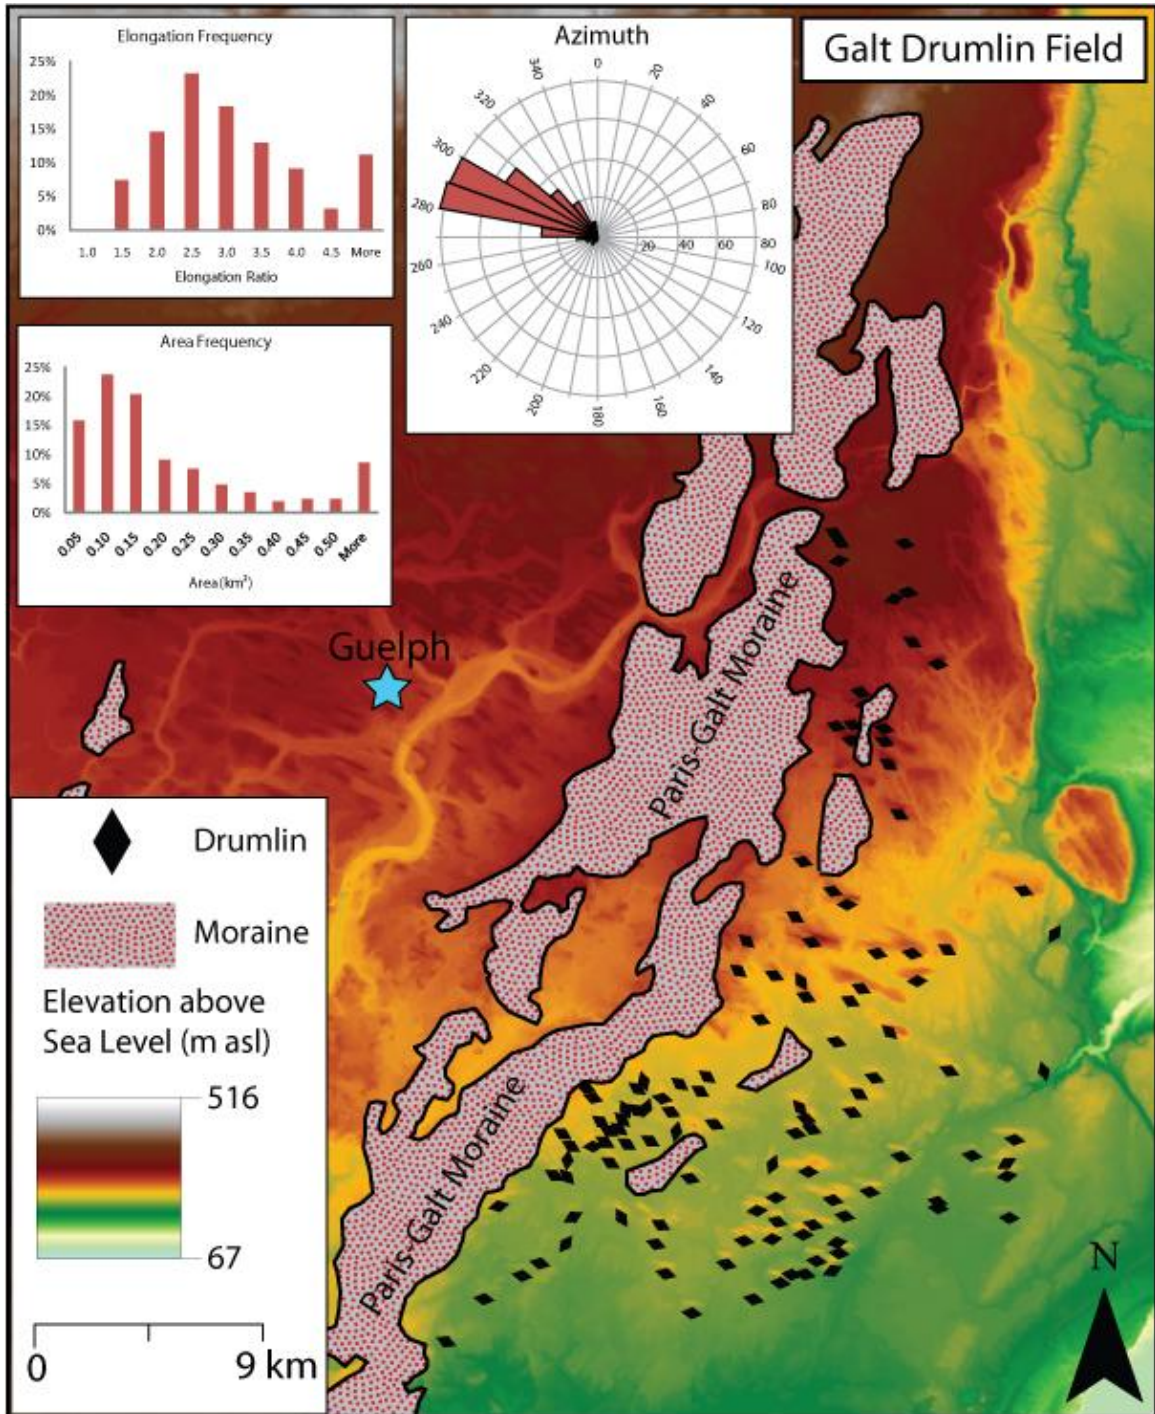 Galt Drumlin Field
Elongation Frequency
25%
20%
15%
10%
5%
0%
1.0 1.5 2.0 2.5 3.0 3.5 4.0 4.5 More
Elongation Ratio
Azimuth
0
20
40
60
80
100
120
140
160
180
200
220
240
260
280
300
320
340
20 40 60 80
Area Frequency
25%
20%
15%
10%
5%
0%
0.05 0.10 0.15 0.20 0.25 0.30 0.35 0.40 0.45 0.50 More
Area (km²)
Guelph
Paris-Galt Moraine
Paris-Galt Moraine
Drumlin
Moraine
Elevation above
Sea Level (m asl)
516
67
0 9 km
N